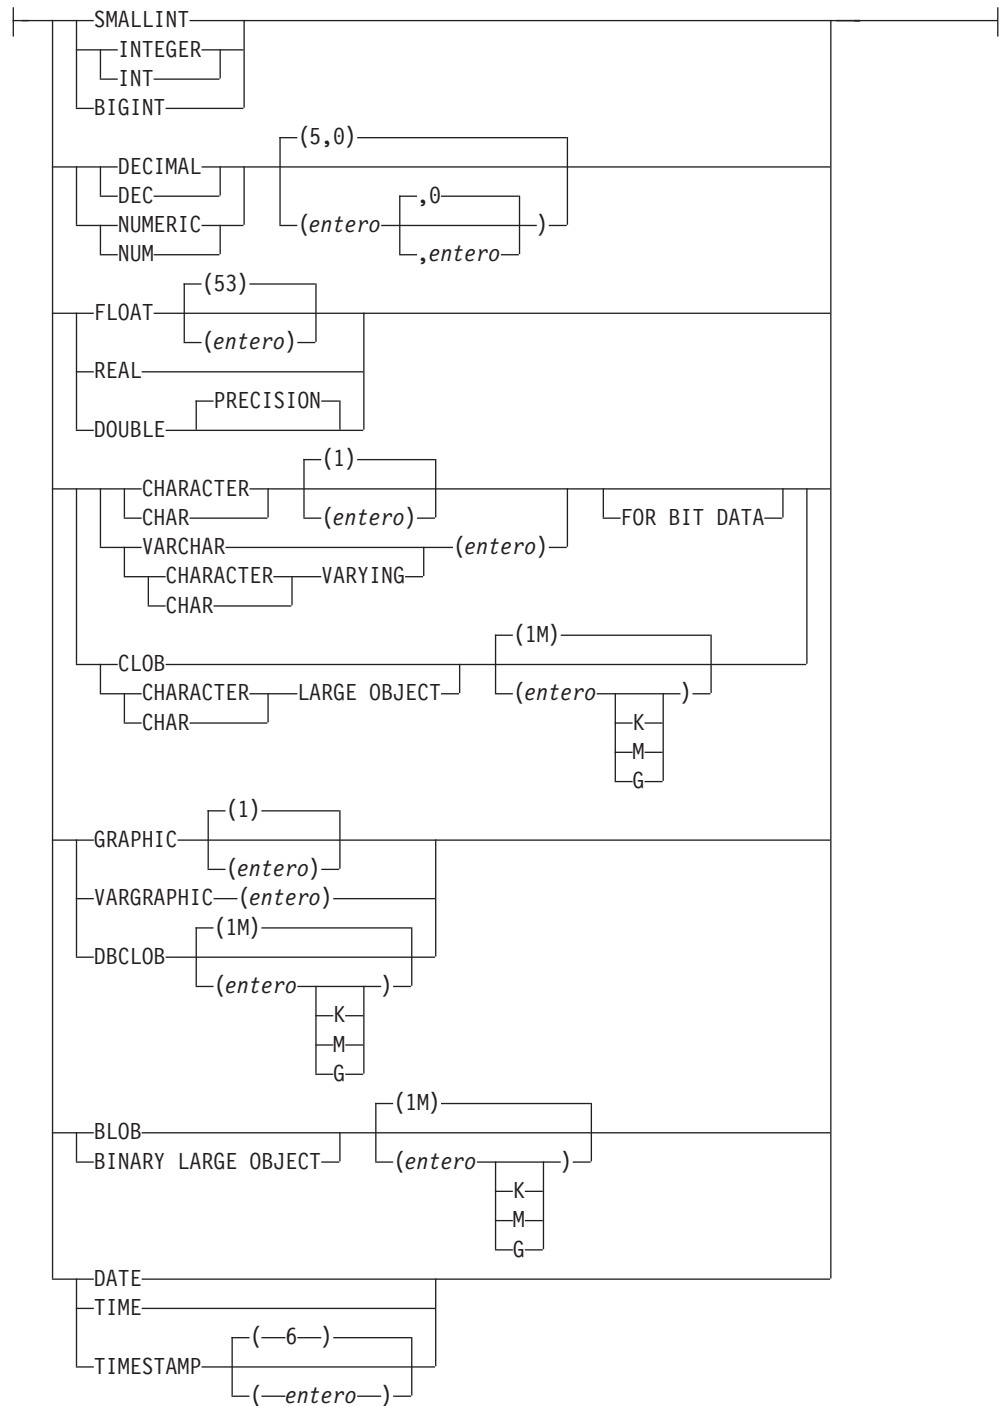 SMALLINT
INTEGER
INT
BIGINT
(5,0)
DECIMAL
DEC
,0
NUMERIC
(entero )
NUM
,entero
(53)
FLOAT
(entero)
REAL
PRECISION
DOUBLE
(1)
CHARACTER
CHAR
(entero)
FOR BIT DATA
VARCHAR
(entero)
CHARACTER
VARYING
CHAR
(1M)
CLOB
CHARACTER
LARGE OBJECT
(entero )
CHAR
K
M
G
(1)
GRAPHIC
(entero)
VARGRAPHIC (entero)
(1M)
DBCLOB
(entero )
K
M
G
(1M)
BLOB
BINARY LARGE OBJECT
(entero )
K
M
G
DATE
TIME
( 6 )
TIMESTAMP
( entero )